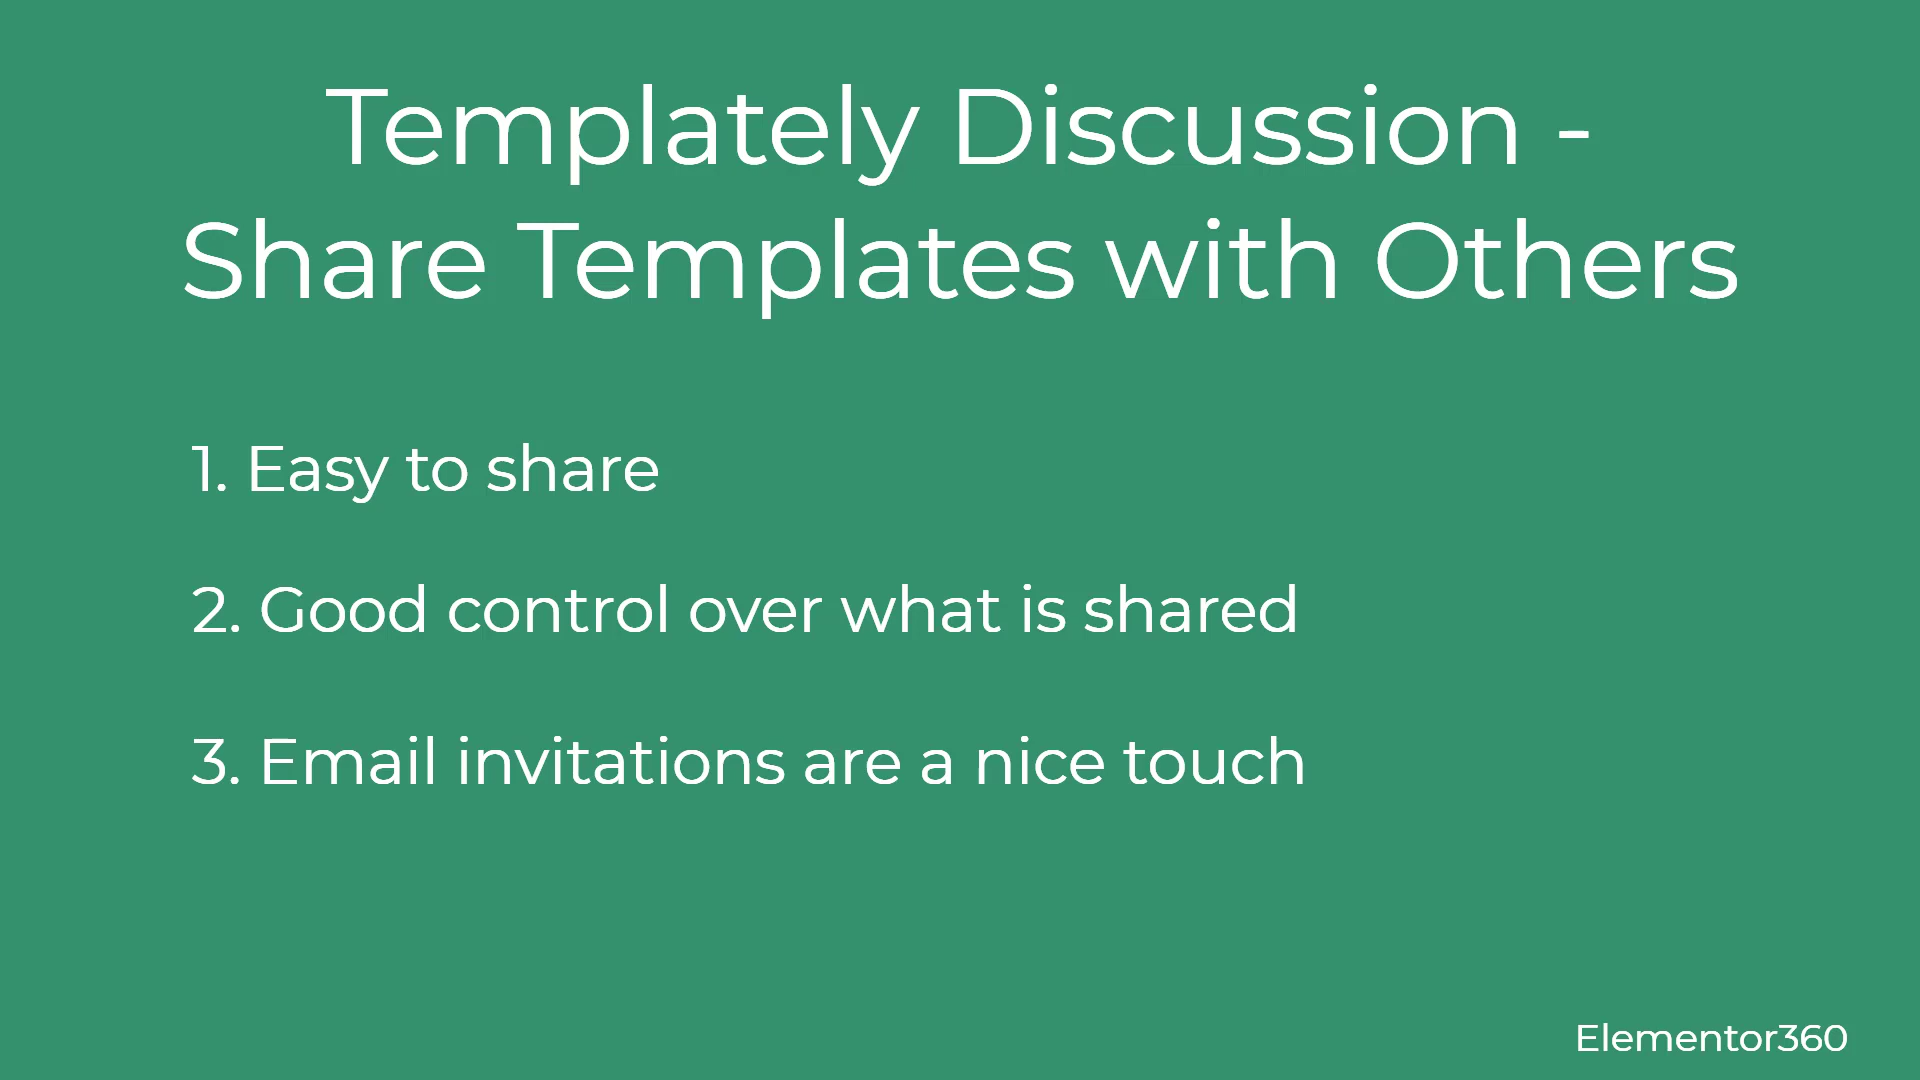 Templately Discussion -
Share Templates with Others
1. Easy to share
2. Good control over what is shared
3. Email invitations are a nice touch
Elementor360